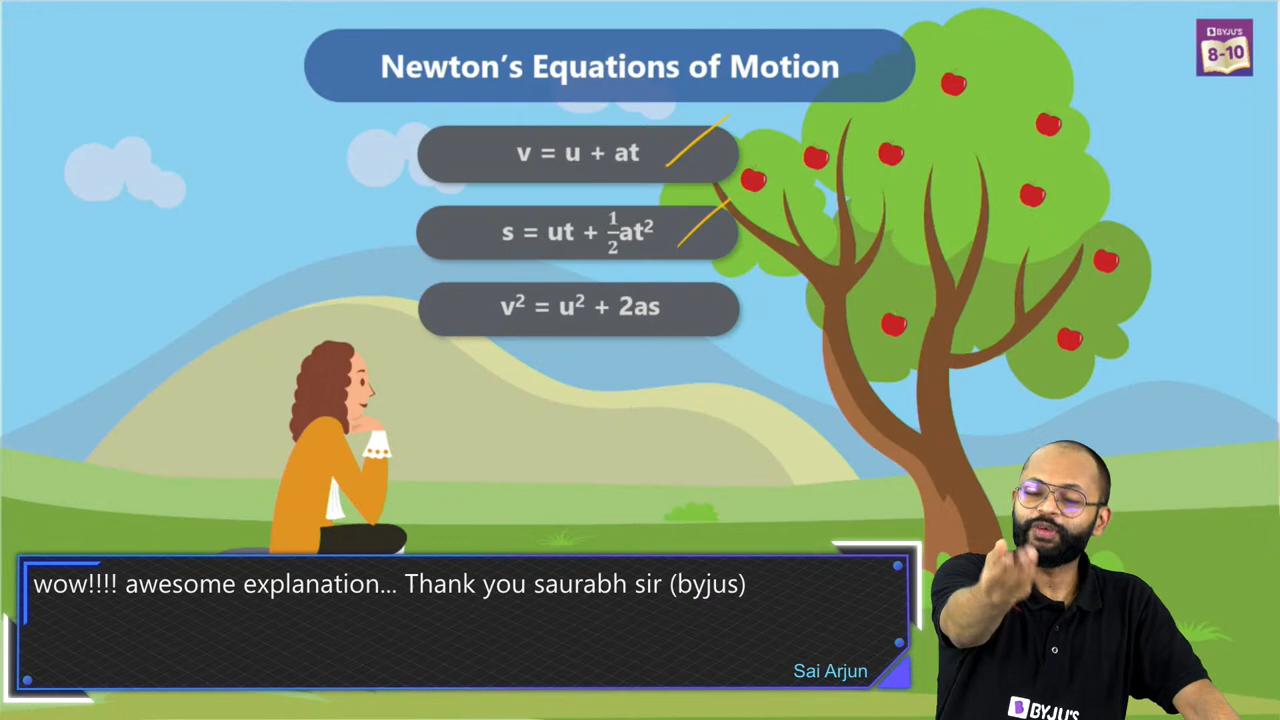 Newton's Equations of Motion
BYJU'S
8-10
v = u + at
s = ut + ½at²
v² = u² + 2as
wow!!!! awesome explanation... Thank you saurabh sir (byjus)
Sai Arjun
BYJU'S